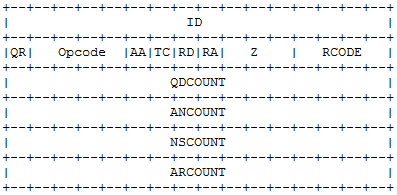 +--+--+--+--+--+--+--+--+--+--+--+--+--+--+--+--+
|                      ID                       |
+--+--+--+--+--+--+--+--+--+--+--+--+--+--+--+--+
|QR|   Opcode  |AA|TC|RD|RA|   Z    |   RCODE   |
+--+--+--+--+--+--+--+--+--+--+--+--+--+--+--+--+
|                    QDCOUNT                    |
+--+--+--+--+--+--+--+--+--+--+--+--+--+--+--+--+
|                    ANCOUNT                    |
+--+--+--+--+--+--+--+--+--+--+--+--+--+--+--+--+
|                    NSCOUNT                    |
+--+--+--+--+--+--+--+--+--+--+--+--+--+--+--+--+
|                    ARCOUNT                    |
+--+--+--+--+--+--+--+--+--+--+--+--+--+--+--+--+